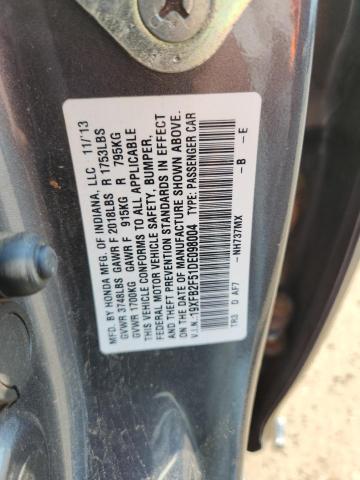 MFD. BY HONDA MFG. OF INDIANA, LLC 11/13
GVWR 3748LBS GAWR F 2018LBS R 1753LBS
GVWR 1700KG GAWR F 915KG R 795KG
THIS VEHICLE CONFORMS TO ALL APPLICABLE
FEDERAL MOTOR VEHICLE SAFETY, BUMPER,
AND THEFT PREVENTION STANDARDS IN EFFECT
ON THE DATE OF MANUFACTURE SHOWN ABOVE.
V.I.N.: 19XFB2F51DE098004 TYPE: PASSENGER CAR
-NH737MX -B -E
TR3 D AF7